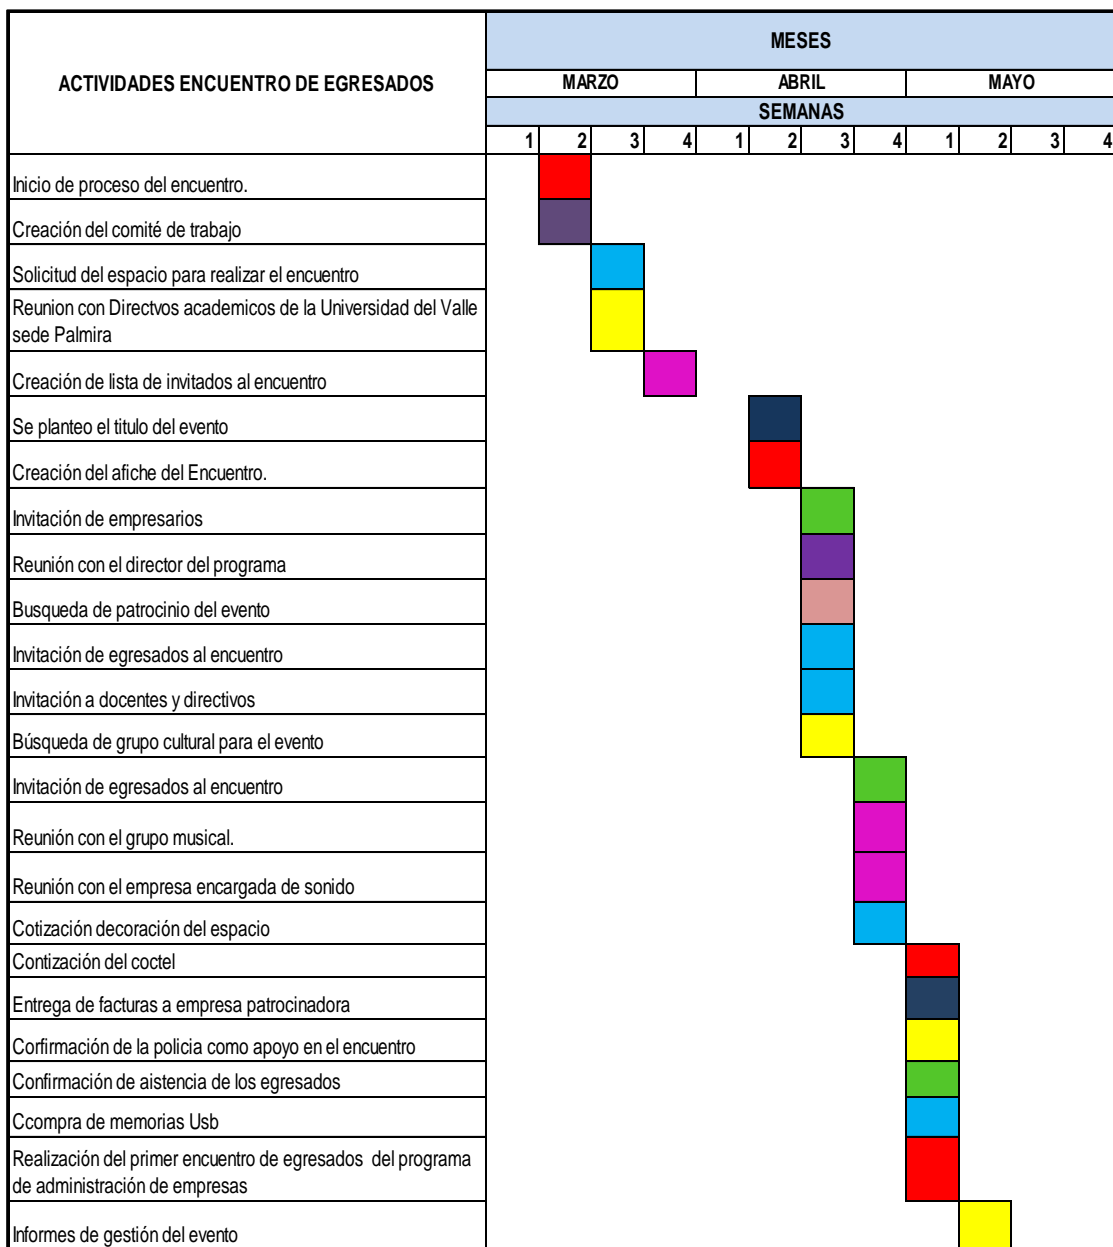 MESES
ACTIVIDADES ENCUENTRO DE EGRESADOS
MARZO ABRIL MAYO
SEMANAS
1 2 3 4 1 2 3 4 1 2 3 4
Inicio de proceso del encuentro.
Creación del comité de trabajo
Solicitud del espacio para realizar el encuentro
Reunion con Directvos academicos de la Universidad del Valle
sede Palmira
Creación de lista de invitados al encuentro
Se planteo el titulo del evento
Creación del afiche del Encuentro.
Invitación de empresarios
Reunión con el director del programa
Busqueda de patrocinio del evento
Invitación de egresados al encuentro
Invitación a docentes y directivos
Búsqueda de grupo cultural para el evento
Invitación de egresados al encuentro
Reunión con el grupo musical.
Reunión con el empresa encargada de sonido
Cotización decoración del espacio
Contización del coctel
Entrega de facturas a empresa patrocinadora
Corfirmación de la policia como apoyo en el encuentro
Confirmación de aistencia de los egresados
Ccompra de memorias Usb
Realización del primer encuentro de egresados del programa
de administración de empresas
Informes de gestión del evento